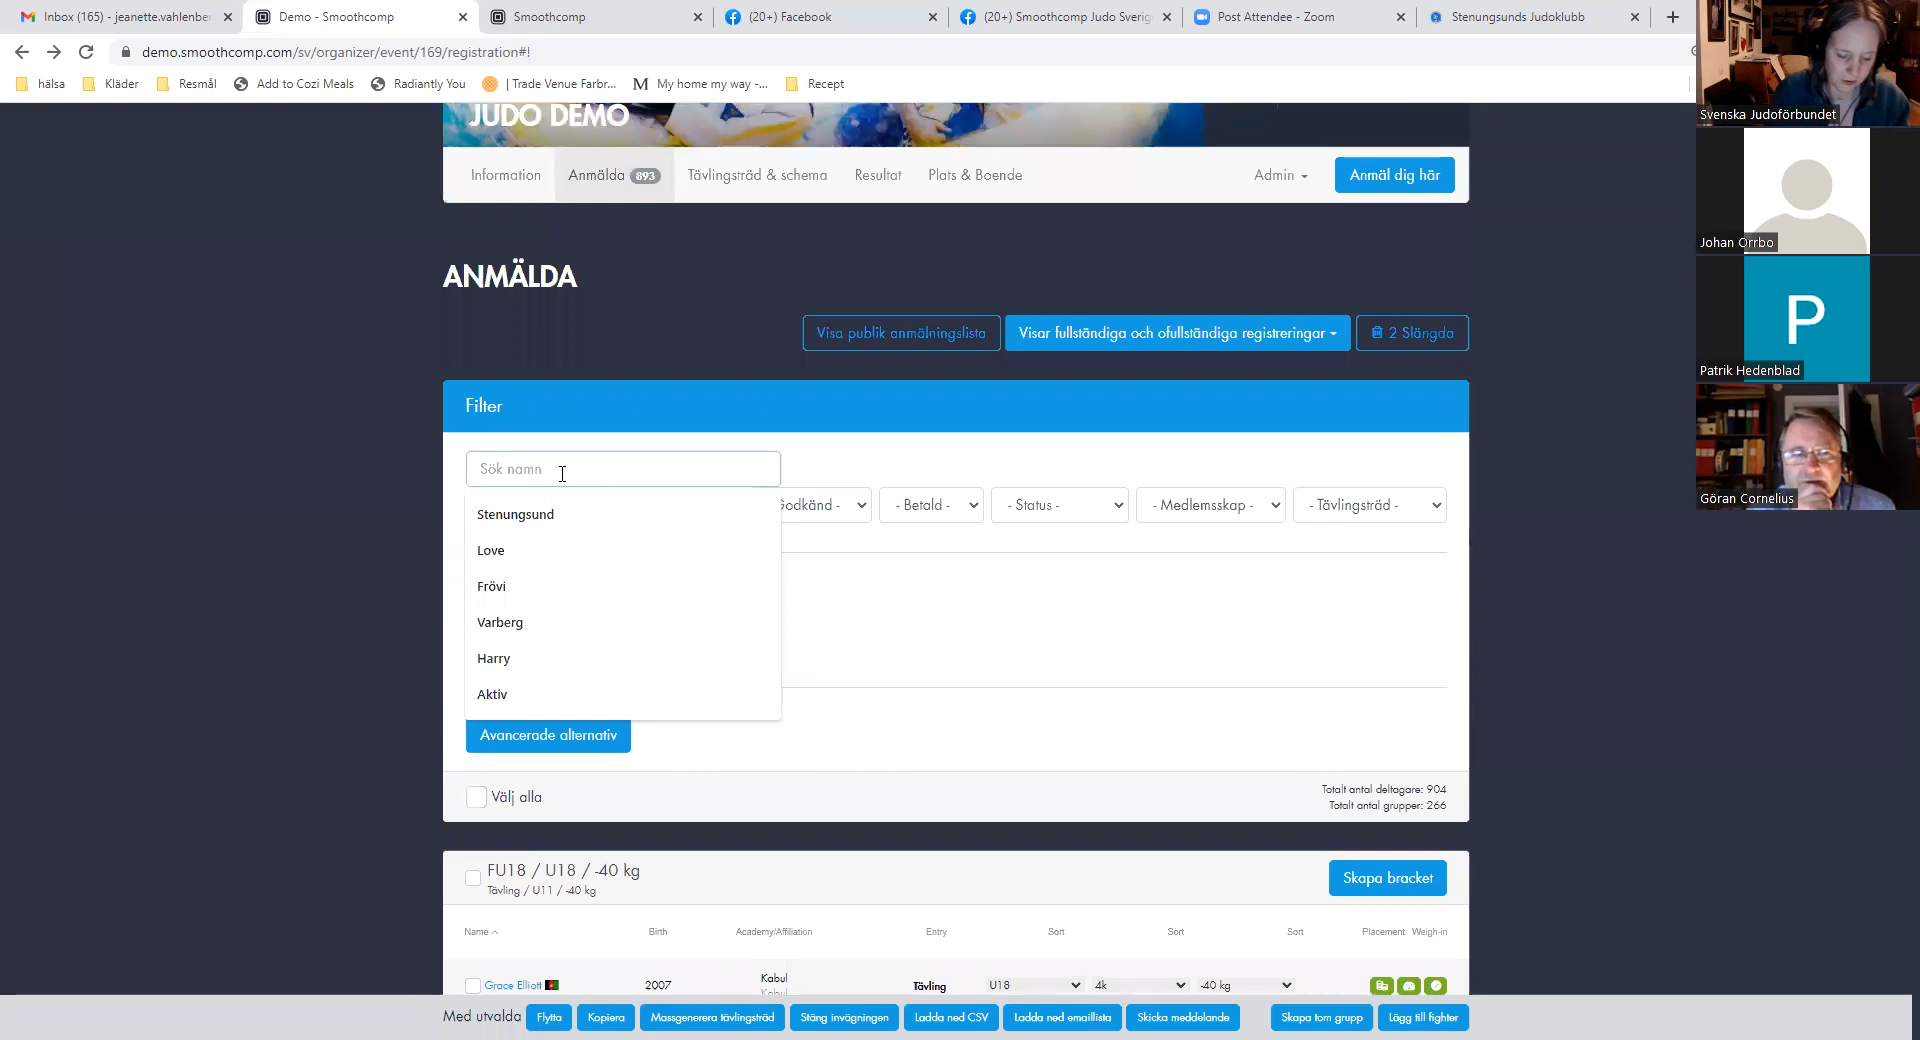 Inbox (165) - jeanette.vahlenber
Demo - Smoothcomp
Smoothcomp
(20+) Facebook
(20+) Smoothcomp Judo Sverig
Post Attendee - Zoom
Stenungsunds Judoklubb
demo.smoothcomp.com/sv/organizer/event/169/registration#!
hälsa
Kläder
Resmål
Add to Cozi Meals
Radiantly You
| Trade Venue Farbr...
My home my way -...
Recept
JUDO DEMO
Information
Anmälda 893
Tävlingsträd & schema
Resultat
Plats & Boende
Admin
Anmäl dig här
ANMÄLDA
Visa publik anmälningslista
Visar fullständiga och ofullständiga registreringar
2 Slängda
Filter
Sök namn
Godkänd -
- Betald -
- Status -
- Medlemsskap -
- Tävlingsträd -
Stenungsund
Love
Frövi
Varberg
Harry
Aktiv
Avancerade alternativ
Välj alla
Totalt antal deltagare: 904
Totalt antal grupper: 266
FU18 / U18 / -40 kg
Tävling / U11 / -40 kg
Skapa bracket
Name
Birth
Academy/Affiliation
Entry
Sort
Sort
Sort
Placement
Weigh-in
Grace Elliott
2007
Kabul
Kabul
Tävling
U18
4k
-40 kg
Med utvalda
Flytta
Kopiera
Massgenerera tävlingsträd
Stäng invägningen
Ladda ned CSV
Ladda ned emaillista
Skicka meddelande
Skapa tom grupp
Lägg till fighter
Svenska Judoförbundet
Johan Orrbo
P
Patrik Hedenblad
Göran Cornelius